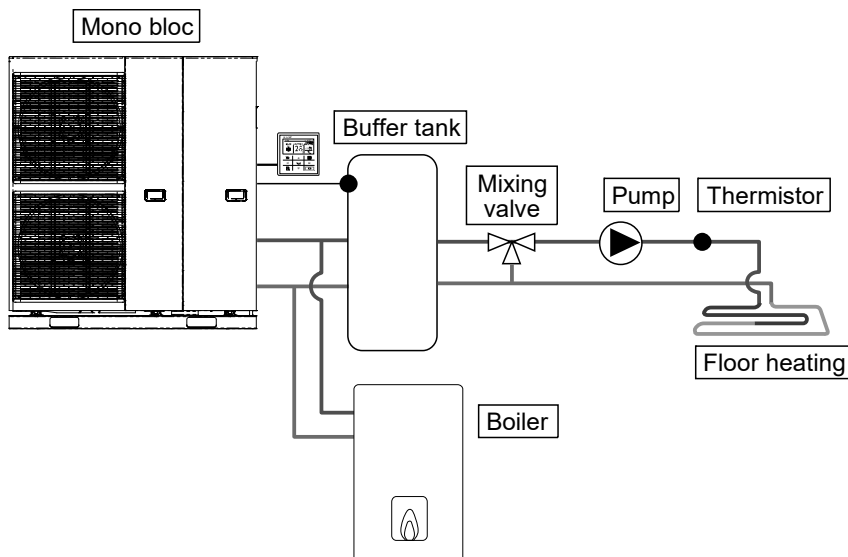 Mono bloc
Buffer tank
Mixing
valve
Pump
Thermistor
Floor heating
Boiler